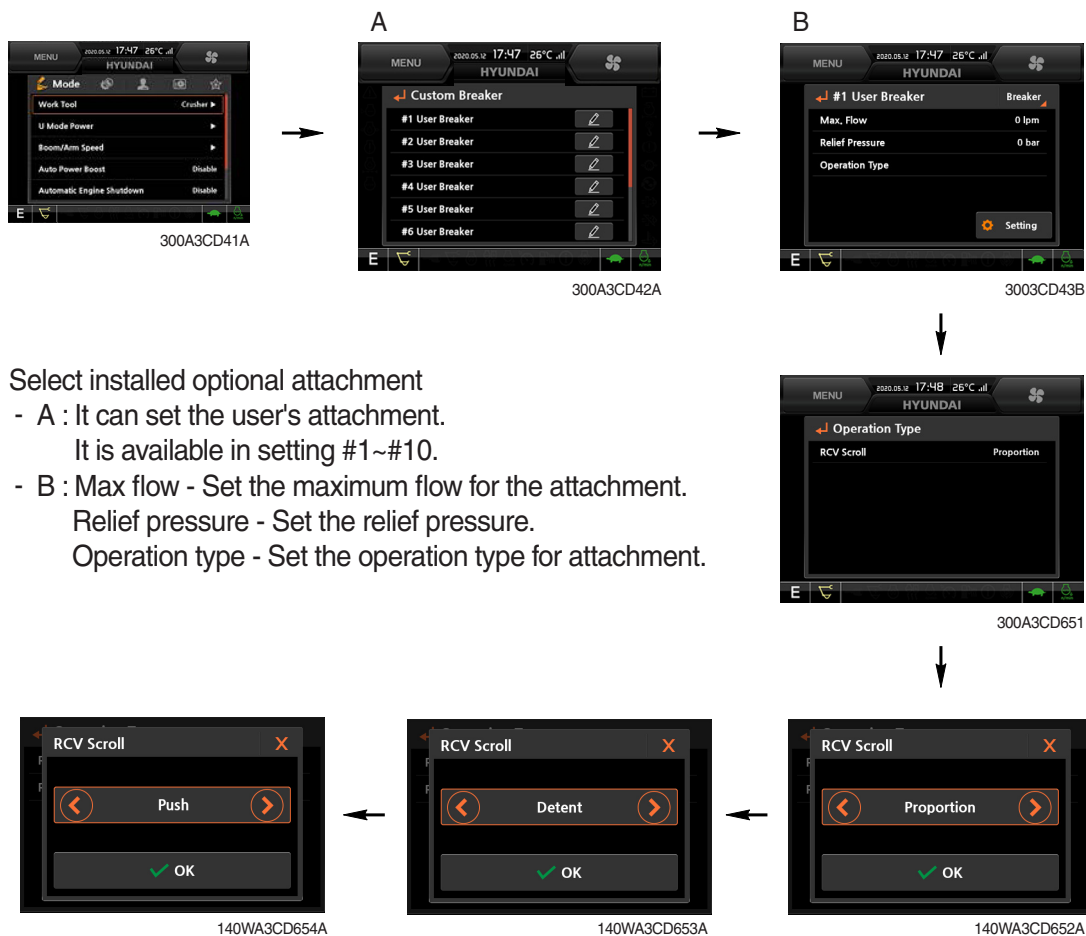 A
B
MENU
2020.05.12 17:47 26°C
HYUNDAI
Mode
Work Tool Crusher ▶
U Mode Power ▶
Boom/Arm Speed ▶
Auto Power Boost Disable
Automatic Engine Shutdown Disable
E
300A3CD41A
MENU
2020.05.12 17:47 26°C
HYUNDAI
Custom Breaker
#1 User Breaker
#2 User Breaker
#3 User Breaker
#4 User Breaker
#5 User Breaker
#6 User Breaker
E
300A3CD42A
MENU
2020.05.12 17:47 26°C
HYUNDAI
#1 User Breaker Breaker
Max, Flow 0 lpm
Relief Pressure 0 bar
Operation Type
Setting
E
3003CD43B
Select installed optional attachment
- A : It can set the user's attachment.
It is available in setting #1~#10.
- B : Max flow - Set the maximum flow for the attachment.
Relief pressure - Set the relief pressure.
Operation type - Set the operation type for attachment.
MENU
2020.05.12 17:48 26°C
HYUNDAI
Operation Type
RCV Scroll Proportion
E
300A3CD651
RCV Scroll X
Push
OK
140WA3CD654A
RCV Scroll X
Detent
OK
140WA3CD653A
RCV Scroll X
Proportion
OK
140WA3CD652A